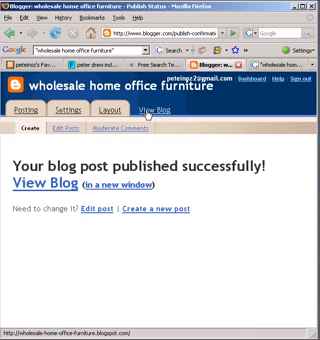 Blogger: wholesale home office furniture - Publish Status - Mozilla Firefox
File Edit View History Bookmarks Tools Help
http://www.blogger.com/publish-confirmati
Google
Google "wholesale home office furniture" Search Settings
peteinoz's Fav
peter drew ind
Free Search Te
Blogger: w
"wholesale hom
peteinoz2@gmail.com Dashboard Help Sign out
wholesale home office furniture
Posting Settings Layout View Blog
Create Edit Posts Moderate Comments
Your blog post published successfully!
View Blog (in a new window)
Need to change it? Edit post | Create a new post
http://wholesale-home-office-furniture.blogspot.com/